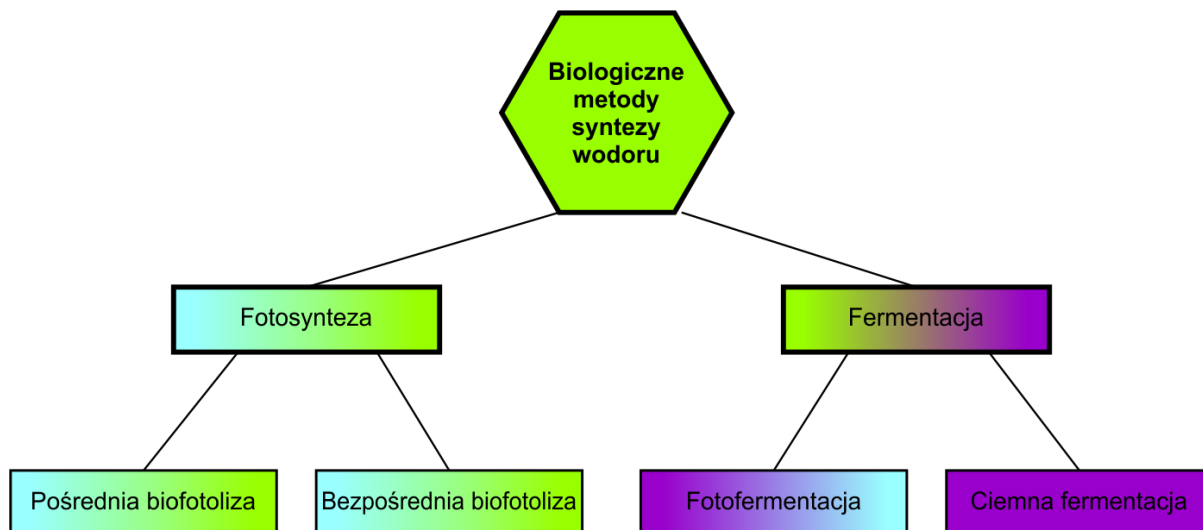 Biologiczne
metody
syntezy
wodoru
Fotosynteza
Fermentacja
Pośrednia biofotoliza
Bezpośrednia biofotoliza
Fotofermentacja
Ciemna fermentacja